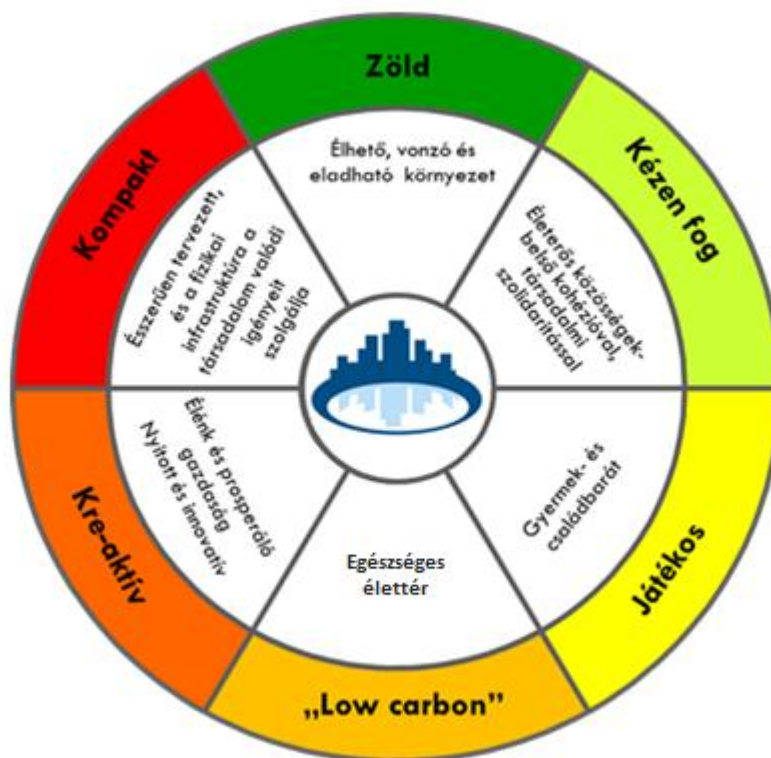 Zöld
Élhető, vonzó és
eladható környezet
Kézen fog
Életerős közösségek-
belső kohézióval,
társadalmi
szolidaritással
Játékos
Gyermek- és
családbarát
„Low carbon”
Egészséges
élettér
Kre-aktív
Élénk és prosperáló
gazdaság
Nyitott és innovatív
Kompakt
Ésszerűen tervezett,
és a fizikai
infrastruktúra a
társadalom valódi
igényeit
szolgálja